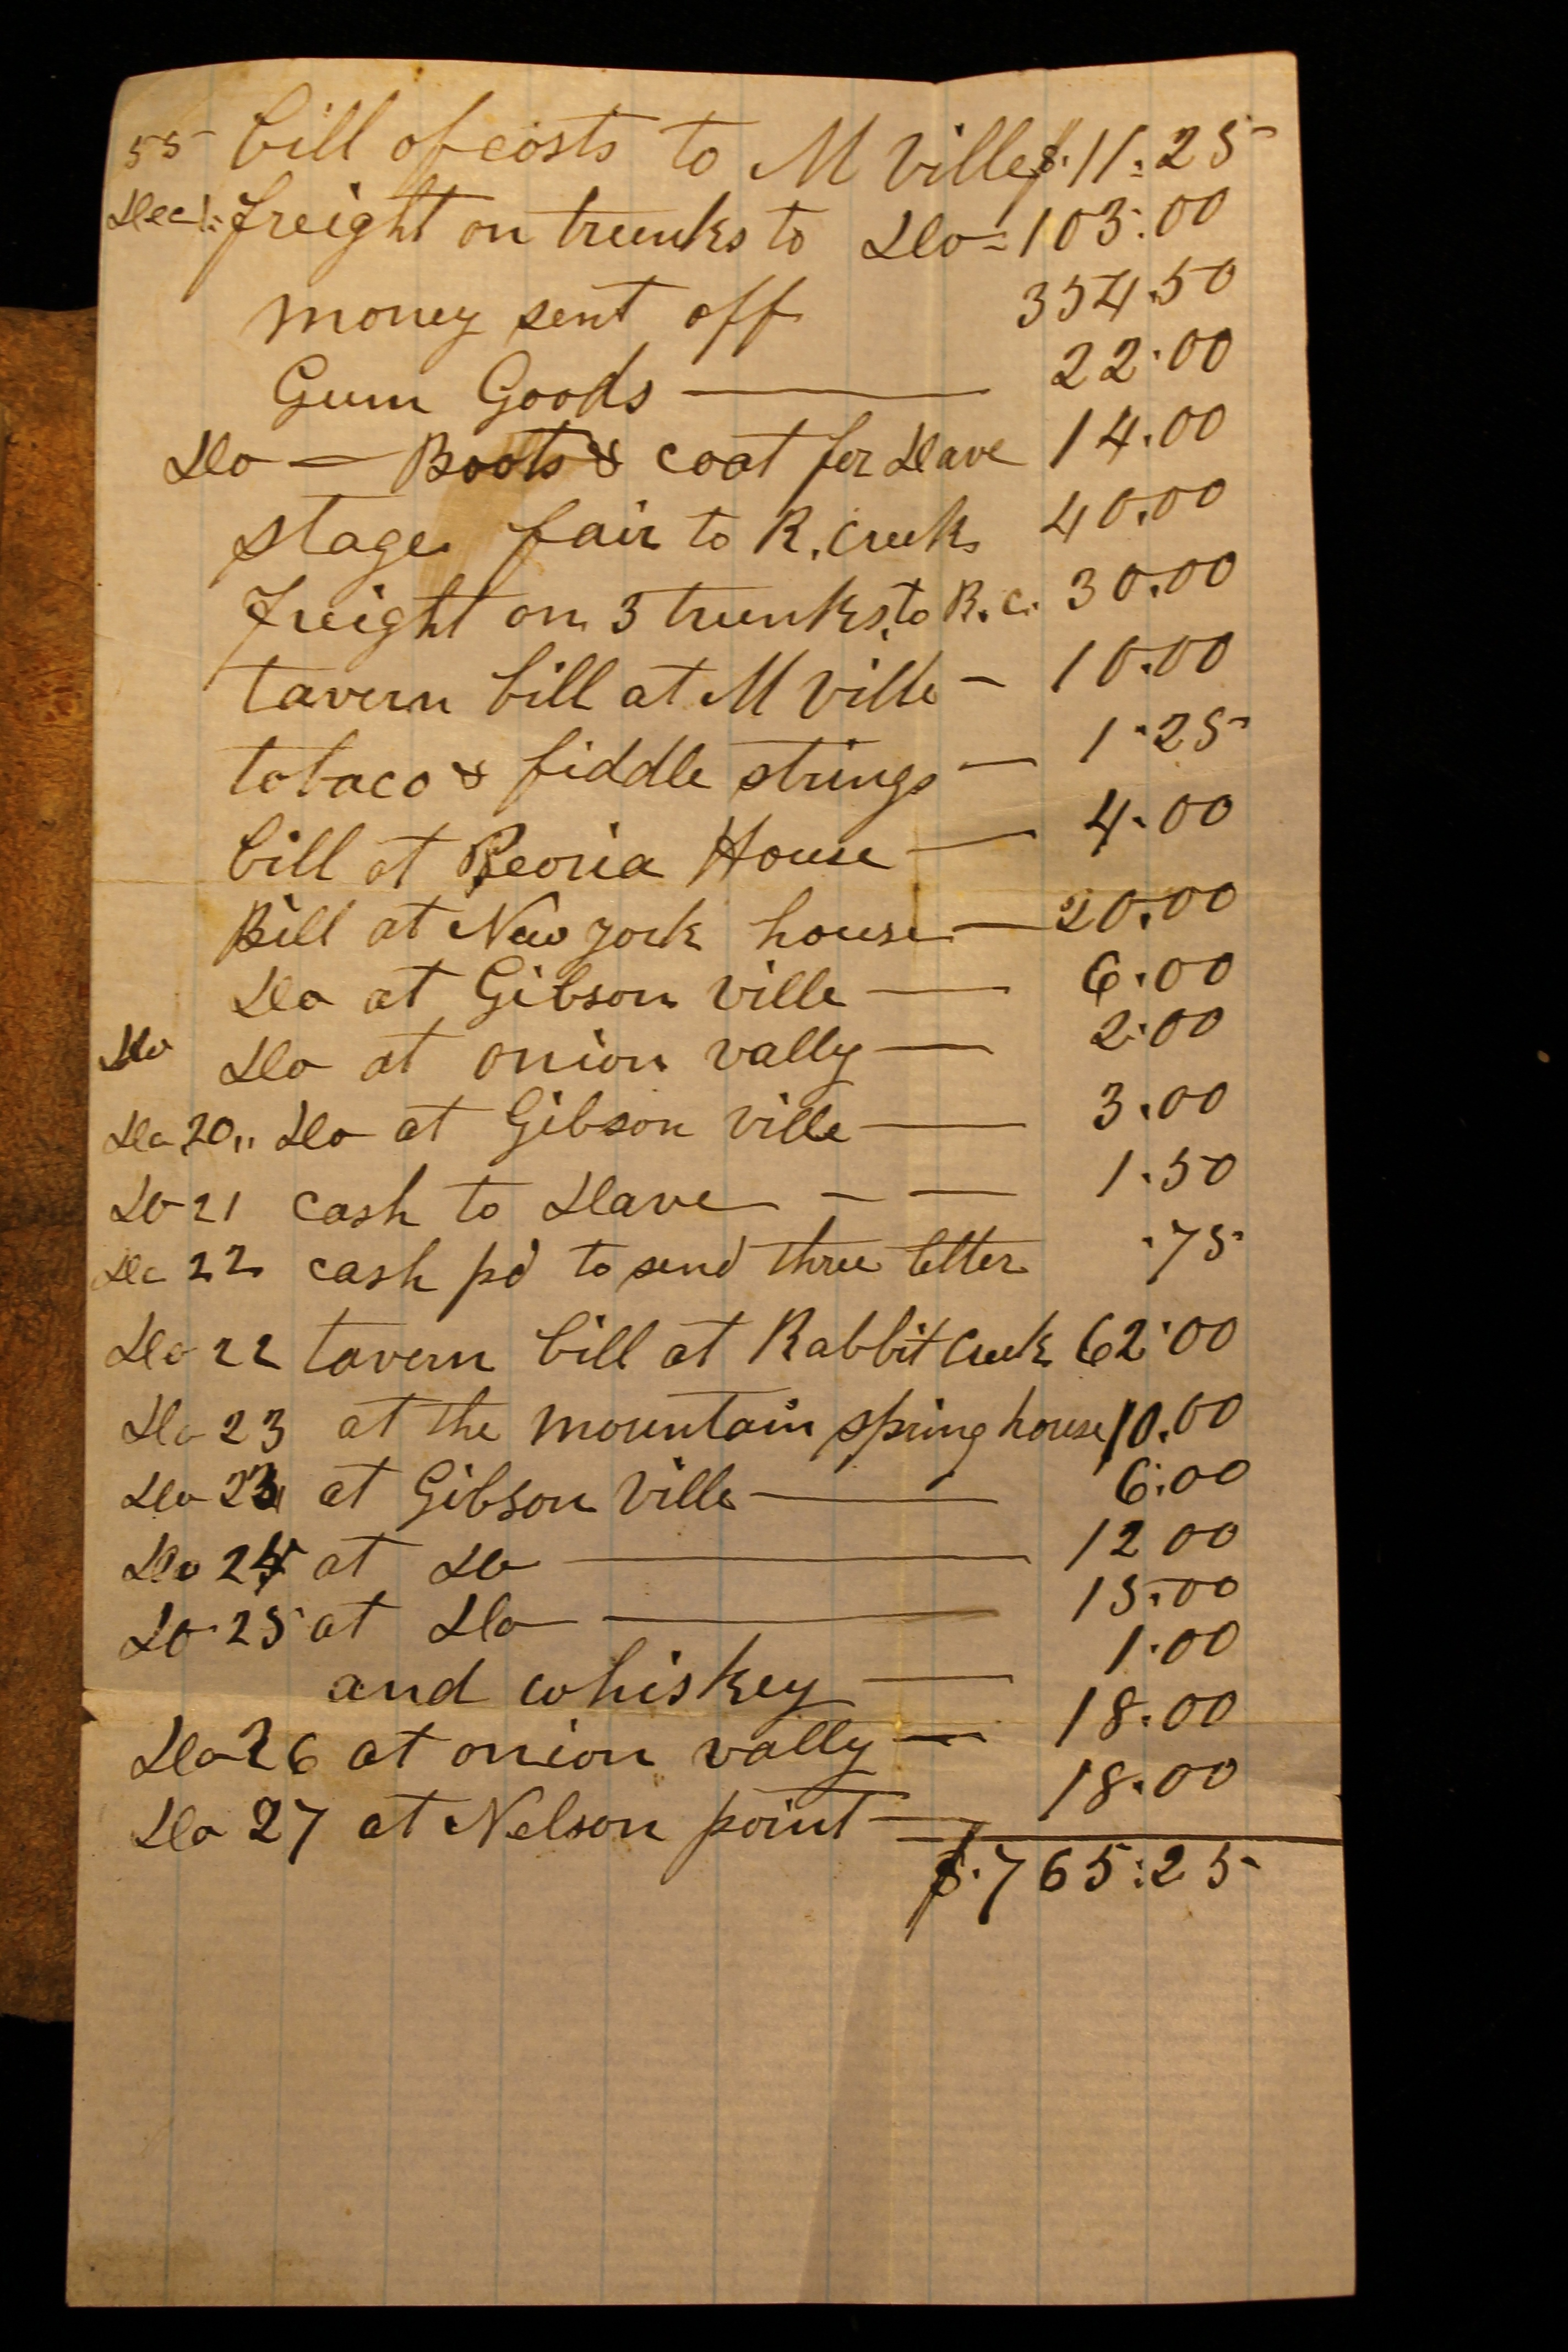 55 bill of costs to M Ville $.11.25
Dec 1: freight on trunks to Do = 103.00
money sent off 354.50
Gum Goods — 22.00
Do — Boots & coat for Dave 14.00
stage fair to R. Creek 40.00
freight on 3 trunks to R. C. 30.00
tavern bill at M Ville — 10.00
tobaco & fiddle strings — 1.25
bill at Peoria House — 4.00
Bill at New york house — 20.00
Do at Gibson ville — 6.00
Do Do at onion vally — 2.00
Do 20,, Do at Gibson ville — 3.00
Do 21 cash to Dave — — 1.50
Do 22 cash pd to send three letter .75
Do 22 tavern bill at Rabbit Creek 62.00
Do 23 at the mountain spring house 10.00
Do 23 at Gibson ville — 6.00
Do 24 at Do — 12 00
Do 25 at Do — 15.00
and whiskey — 1.00
Do 26 at onion vally — 18.00
Do 27 at Nelson point — 18.00
$.765:25